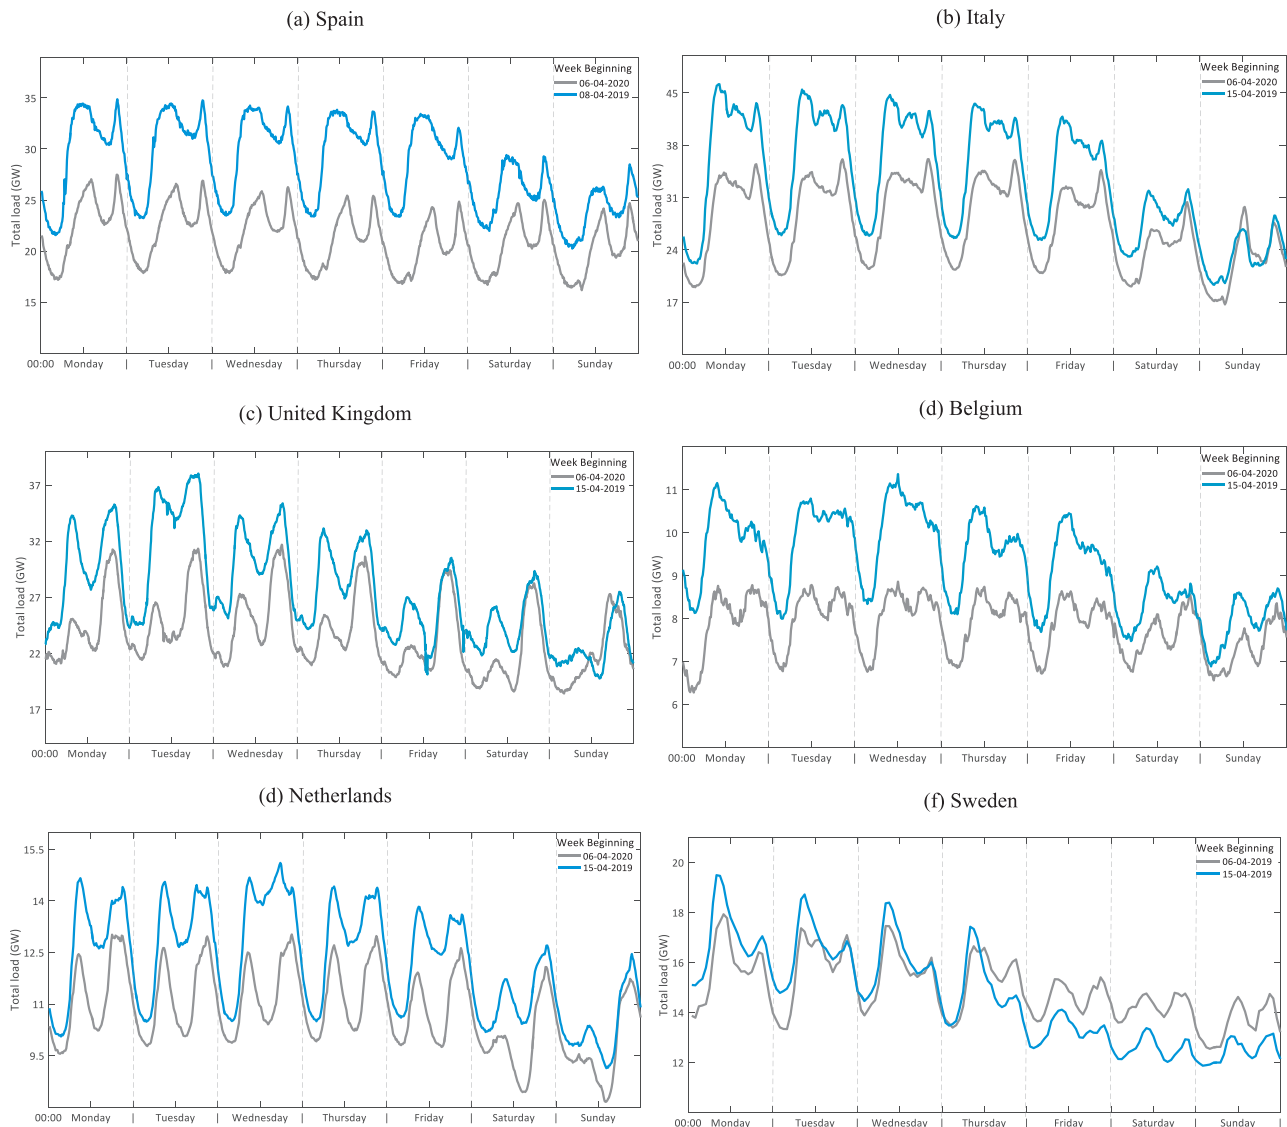 (a) Spain
Week Beginning
06-04-2020
08-04-2019
Total load (GW)
35
30
25
20
15
00:00 Monday | Tuesday | Wednesday | Thursday | Friday | Saturday | Sunday
(b) Italy
Week Beginning
06-04-2020
15-04-2019
Total load (GW)
45
38
31
24
17
00:00 Monday | Tuesday | Wednesday | Thursday | Friday | Saturday | Sunday |
(c) United Kingdom
Week Beginning
06-04-2020
15-04-2019
Total load (GW)
37
32
27
22
17
00:00 Monday | Tuesday | Wednesday | Thursday | Friday | Saturday | Sunday
(d) Belgium
Week Beginning
06-04-2020
15-04-2019
Total load (GW)
11
10
9
8
7
6
00:00 Monday | Tuesday | Wednesday | Thursday | Friday | Saturday | Sunday |
(d) Netherlands
Week Beginning
06-04-2020
15-04-2019
Total load (GW)
15.5
14
12.5
11
9.5
00:00 Monday | Tuesday | Wednesday | Thursday | Friday | Saturday | Sunday |
(f) Sweden
Week Beginning
06-04-2019
15-04-2019
Total load (GW)
20
18
16
14
12
00:00 Monday | Tuesday | Wednesday | Thursday | Friday | Saturday | Sunday |